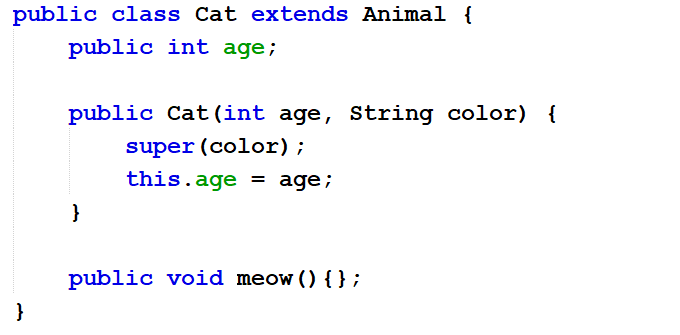 public class Cat extends Animal {
    public int age;

    public Cat(int age, String color) {
        super(color);
        this.age = age;
    }

    public void meow(){};
}